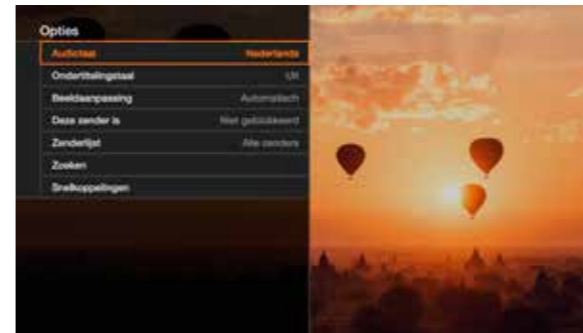 Opties
Audiotaal Nederlands
Ondertitelingstaal Uit
Beeldaanpassing Automatisch
Deze zender is Niet geblokkeerd
Zenderlijst Alle zenders
Zoeken
Snelkoppelingen